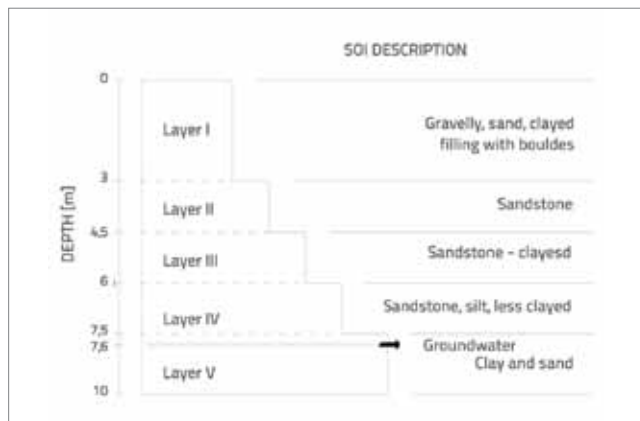 SOI DESCRIPTION
0
Layer I
Gravelly, sand, clayed
filling with bouldes
3
Layer II
Sandstone
4,5
Layer III
Sandstone - clayesd
6
Layer IV
Sandstone, silt, less clayed
7,5
7,6
Groundwater
Layer V
Clay and sand
10
DEPTH [m]